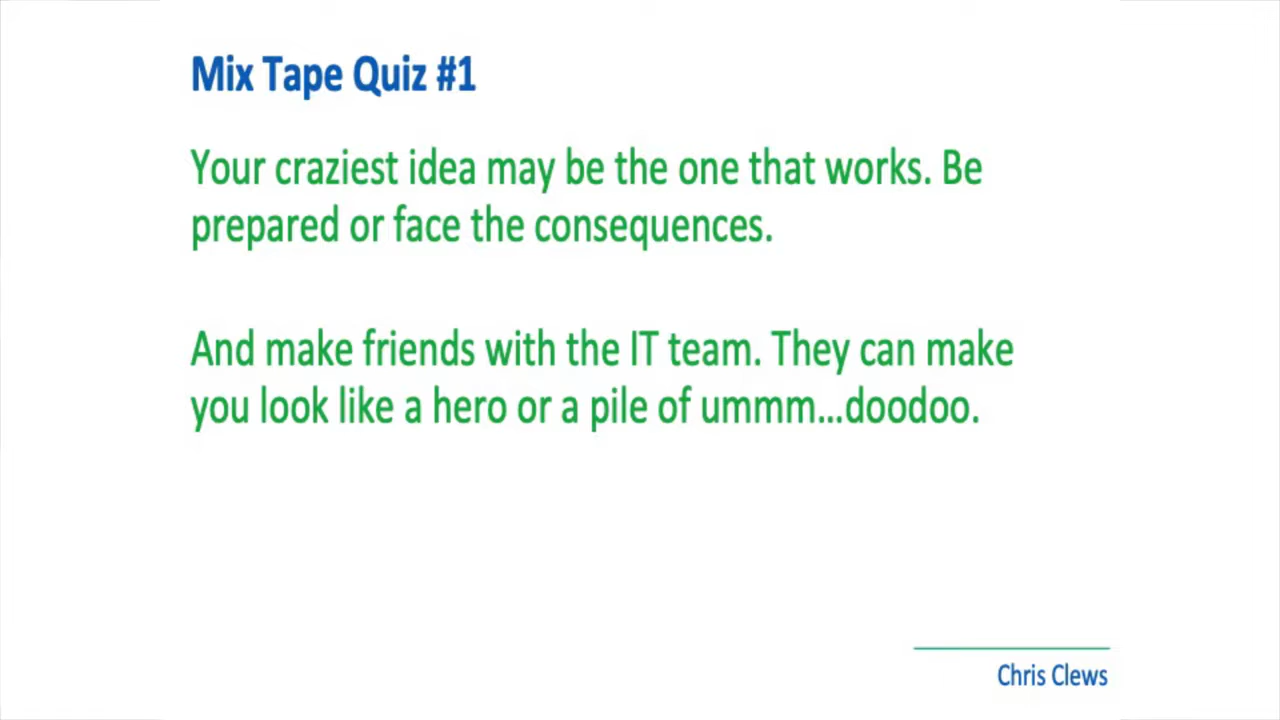 Mix Tape Quiz #1
Your craziest idea may be the one that works. Be
prepared or face the consequences.
And make friends with the IT team. They can make
you look like a hero or a pile of ummm...doodoo.
Chris Clews